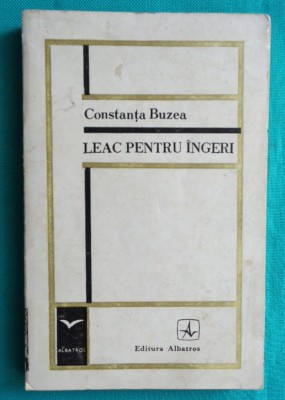 Constanța Buzea
LEAC PENTRU ÎNGERI
ALBATROS
Editura Albatros